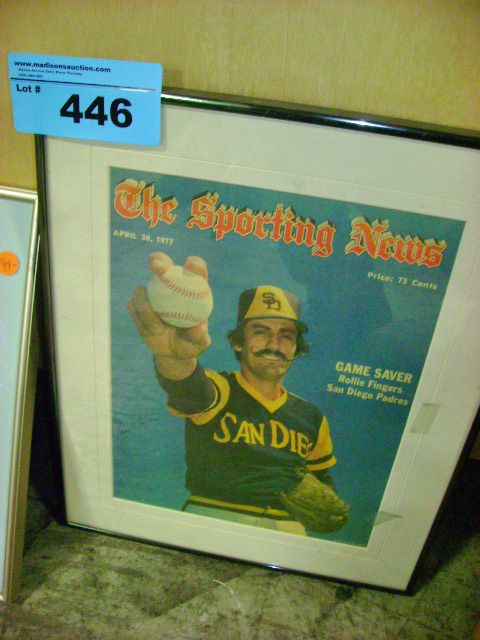 www.madisonsauction.com
Lot #
446
The Sporting News
APRIL 30, 1977
Price: 75 Cents
SD
GAME SAVER
Rollie Fingers
San Diego Padres
SAN DIE